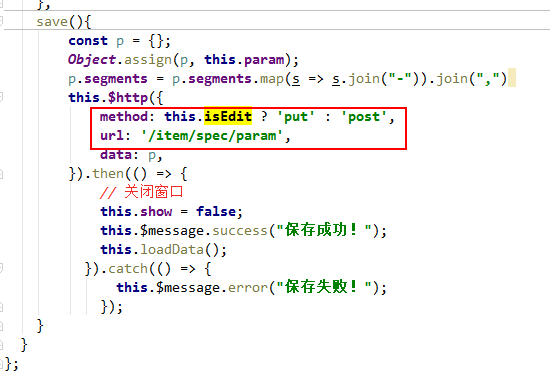 },
save(){
const p = {};
Object.assign(p, this.param);
p.segments = p.segments.map(s => s.join("-")).join(",")
this.$http({
method: this.isEdit ? 'put' : 'post',
url: '/item/spec/param',
data: p,
}).then(() => {
// 关闭窗口
this.show = false;
this.$message.success("保存成功！");
this.loadData();
}).catch(() => {
this.$message.error("保存失败！");
});
}
}
};